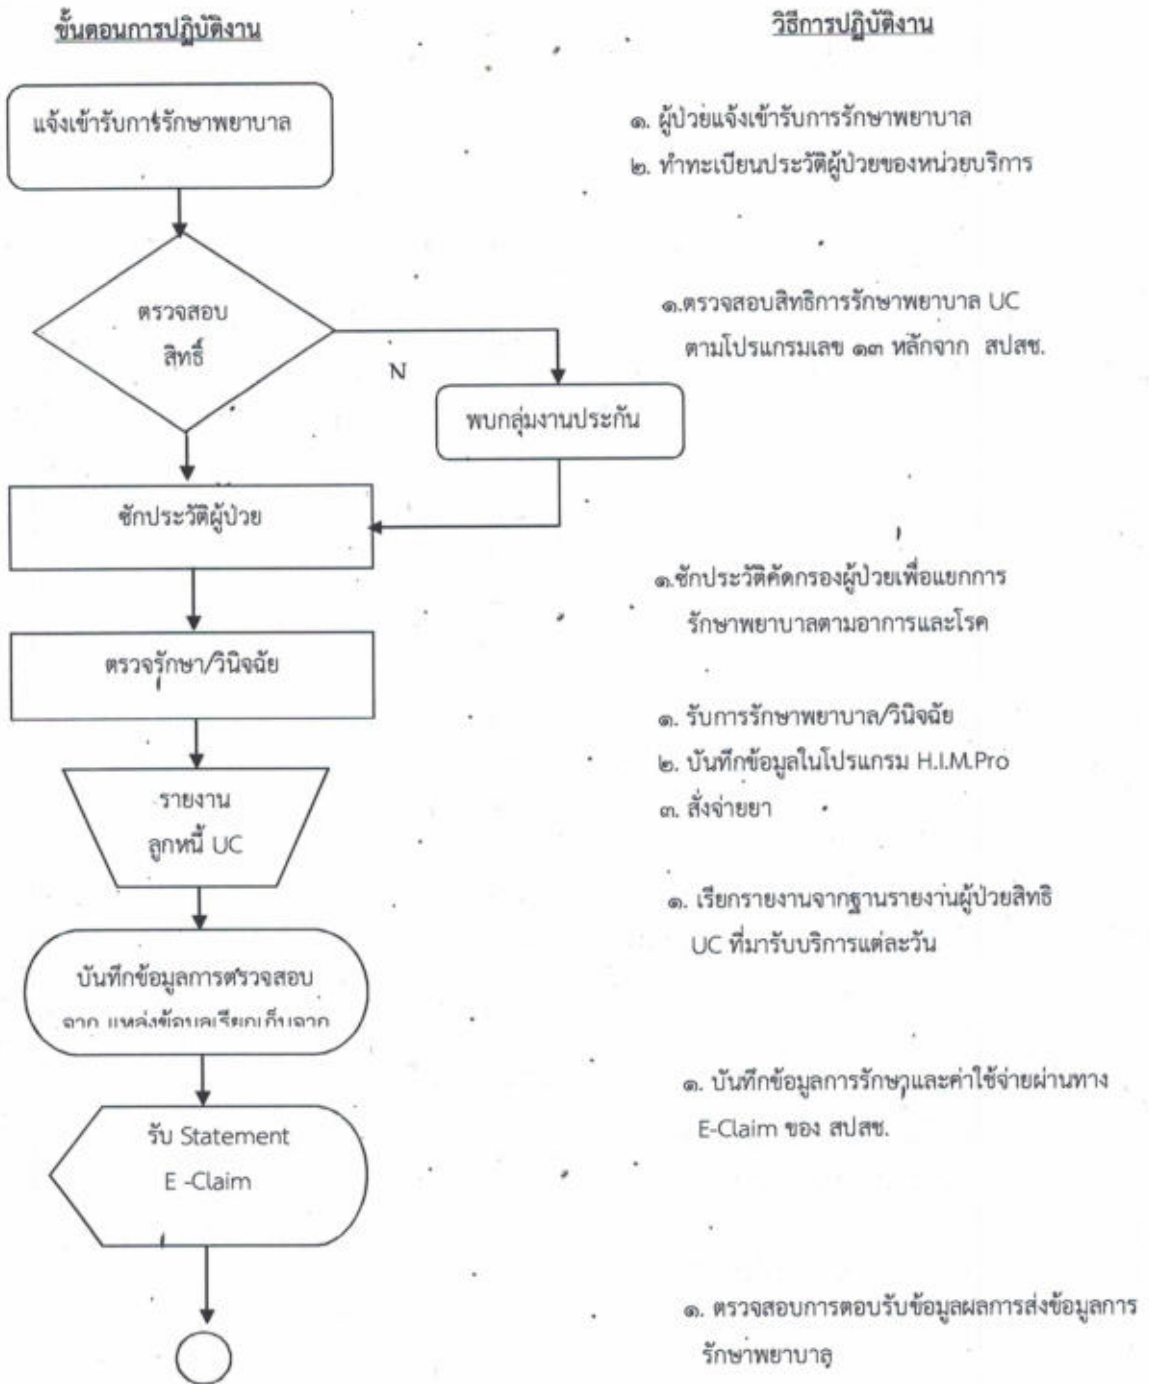 ขั้นตอนการปฏิบัติงาน
วิธีการปฏิบัติงาน
แจ้งเข้ารับการรักษาพยาบาล
๑. ผู้ป่วยแจ้งเข้ารับการรักษาพยาบาล
๒. ทำทะเบียนประวัติผู้ป่วยของหน่วยบริการ
ตรวจสอบ
สิทธิ์
N
๑.ตรวจสอบสิทธิการรักษาพยาบาล UC
ตามโปรแกรมเลข ๑๓ หลักจาก สปสช.
พบกลุ่มงานประกัน
ซักประวัติผู้ป่วย
๑.ซักประวัติคัดกรองผู้ป่วยเพื่อแยกการ
รักษาพยาบาลตามอาการและโรค
ตรวจรักษา/วินิจฉัย
๑. รับการรักษาพยาบาล/วินิจฉัย
๒. บันทึกข้อมูลในโปรแกรม H.I.M.Pro
๓. สั่งจ่ายยา
รายงาน
ลูกหนี้ UC
๑. เรียกรายงานจากฐานรายงานผู้ป่วยสิทธิ
UC ที่มารับบริการแต่ละวัน
บันทึกข้อมูลการตรวจสอบ
จาก แหล่งข้อมูลเรียกเก็บจาก
๑. บันทึกข้อมูลการรักษาและค่าใช้จ่ายผ่านทาง
E-Claim ของ สปสช.
รับ Statement
E -Claim
๑. ตรวจสอบการตอบรับข้อมูลผลการส่งข้อมูลการ
รักษาพยาบาล